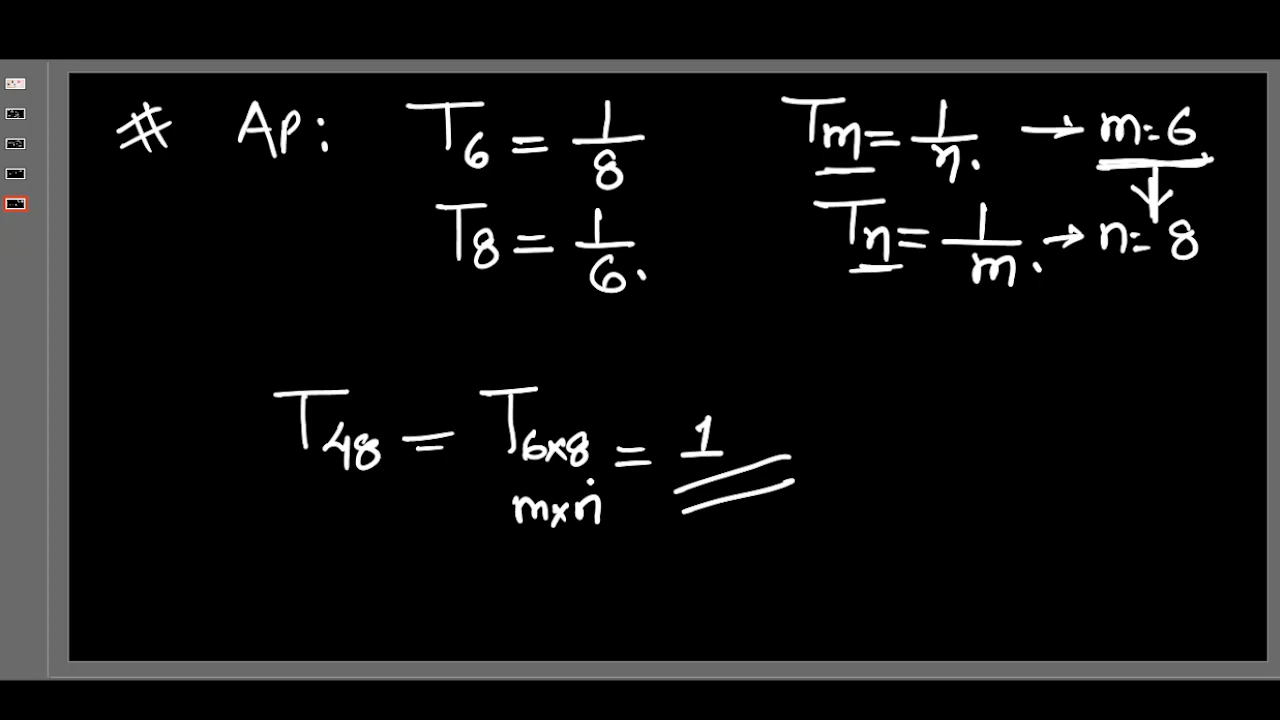 # Ap: T6 = 1/8 Tm = 1/n. → m=6
T8 = 1/6. Tn = 1/m. → n=8
T48 = T6x8 = 1
mxn